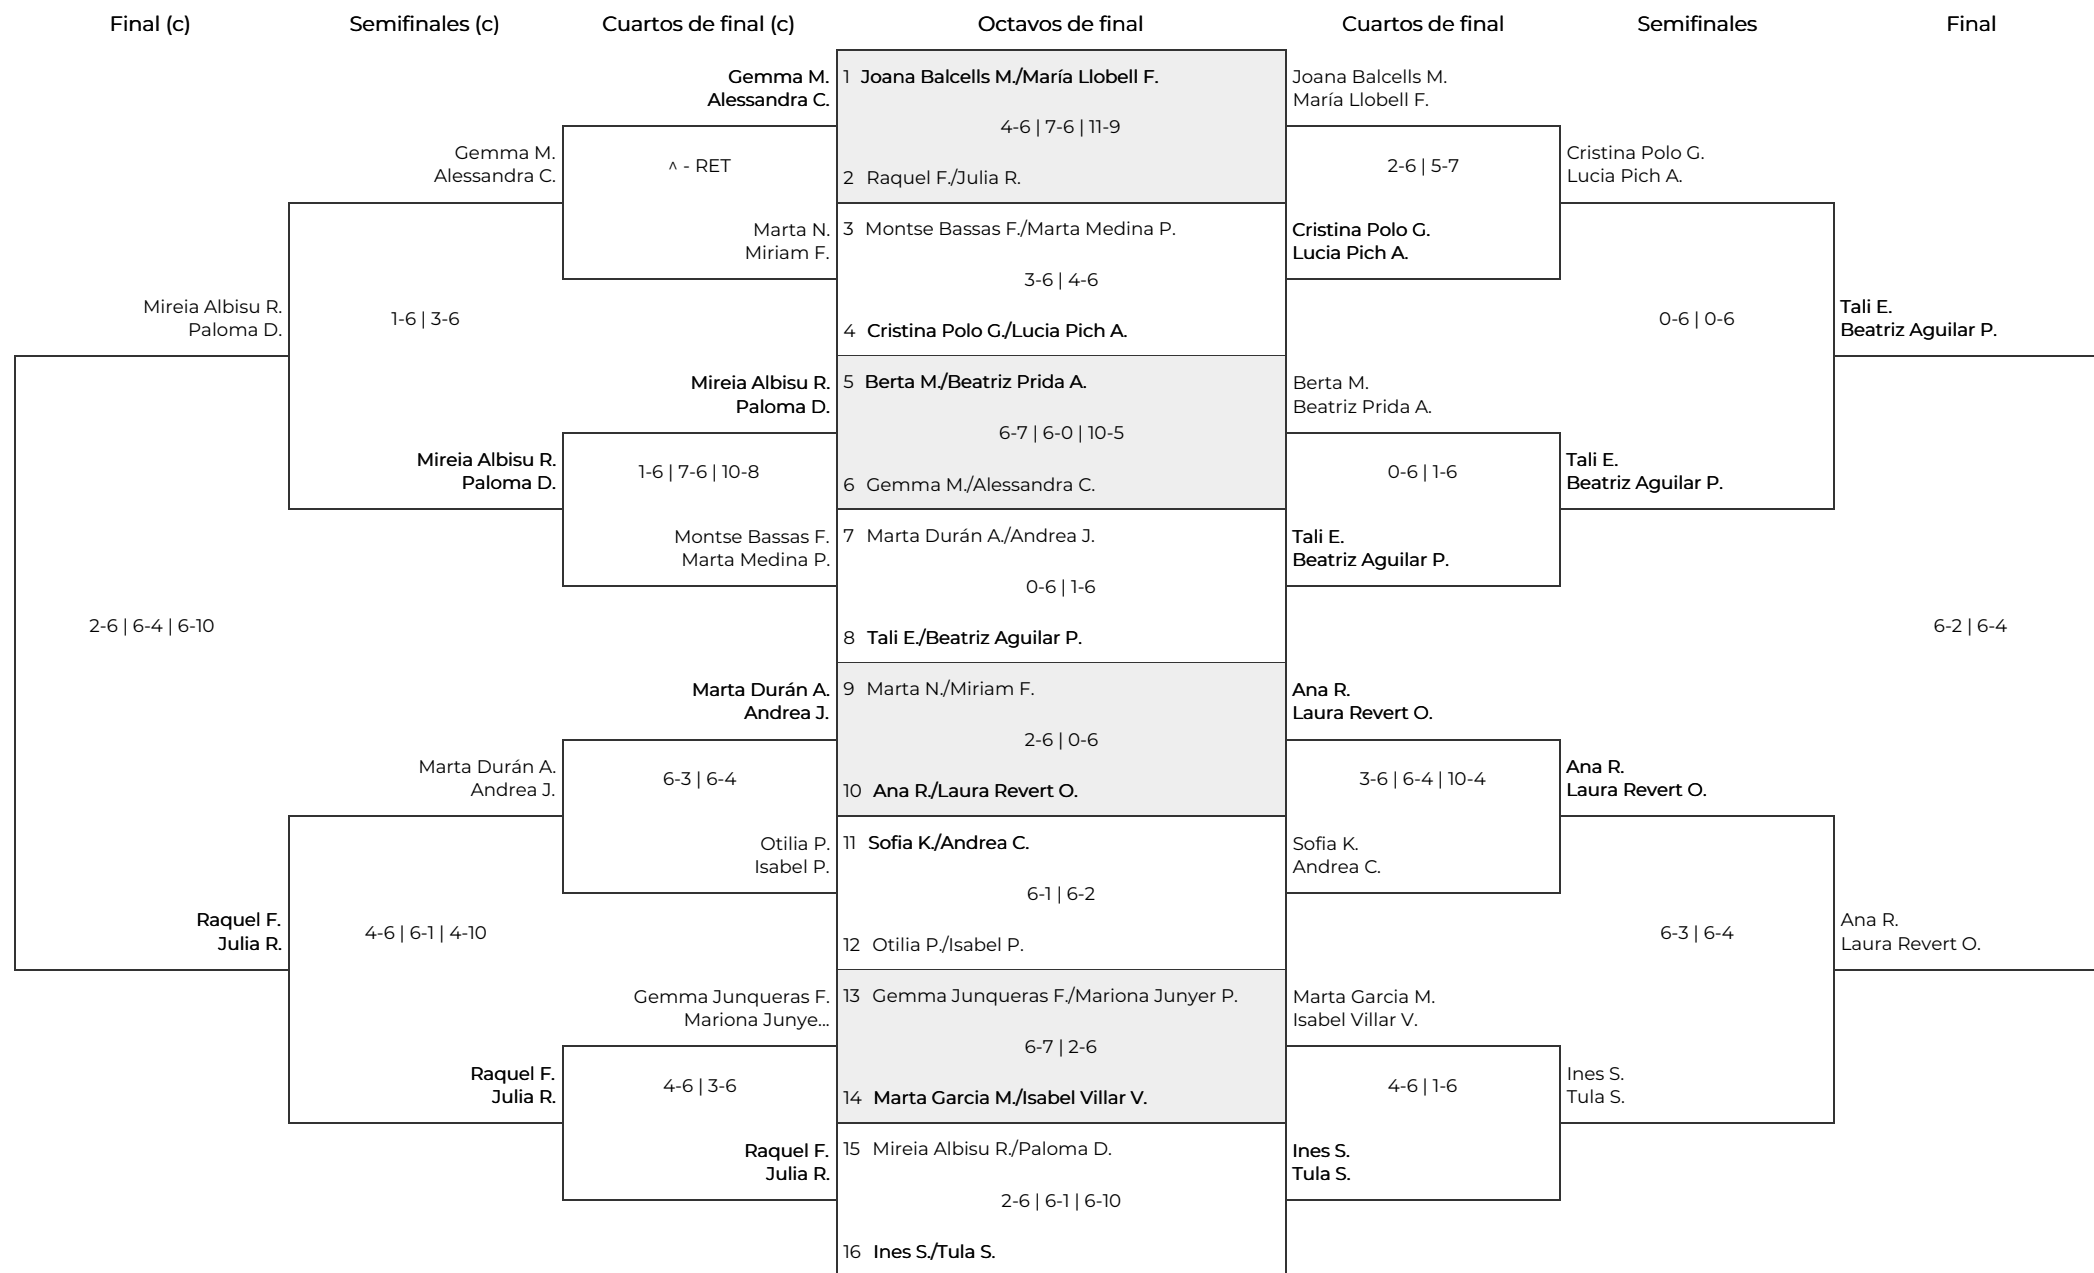 Final (c)
Semifinales (c)
Cuartos de final (c)
Octavos de final
Cuartos de final
Semifinales
Final
Mireia Albisu R.
Paloma D.
2-6 | 6-4 | 6-10
Raquel F.
Julia R.
Gemma M.
Alessandra C.
1-6 | 3-6
Mireia Albisu R.
Paloma D.
Marta Durán A.
Andrea J.
4-6 | 6-1 | 4-10
Raquel F.
Julia R.
Gemma M.
Alessandra C.
^ - RET
Marta N.
Miriam F.
Mireia Albisu R.
Paloma D.
1-6 | 7-6 | 10-8
Montse Bassas F.
Marta Medina P.
Marta Durán A.
Andrea J.
6-3 | 6-4
Otilia P.
Isabel P.
Gemma Junqueras F.
Mariona Junye...
4-6 | 3-6
Raquel F.
Julia R.
1 Joana Balcells M./María Llobell F.
4-6 | 7-6 | 11-9
2 Raquel F./Julia R.
3 Montse Bassas F./Marta Medina P.
3-6 | 4-6
4 Cristina Polo G./Lucia Pich A.
5 Berta M./Beatriz Prida A.
6-7 | 6-0 | 10-5
6 Gemma M./Alessandra C.
7 Marta Durán A./Andrea J.
0-6 | 1-6
8 Tali E./Beatriz Aguilar P.
9 Marta N./Miriam F.
2-6 | 0-6
10 Ana R./Laura Revert O.
11 Sofia K./Andrea C.
6-1 | 6-2
12 Otilia P./Isabel P.
13 Gemma Junqueras F./Mariona Junyer P.
6-7 | 2-6
14 Marta Garcia M./Isabel Villar V.
15 Mireia Albisu R./Paloma D.
2-6 | 6-1 | 6-10
16 Ines S./Tula S.
Joana Balcells M.
María Llobell F.
2-6 | 5-7
Cristina Polo G.
Lucia Pich A.
Berta M.
Beatriz Prida A.
0-6 | 1-6
Tali E.
Beatriz Aguilar P.
Ana R.
Laura Revert O.
3-6 | 6-4 | 10-4
Sofia K.
Andrea C.
Marta Garcia M.
Isabel Villar V.
4-6 | 1-6
Ines S.
Tula S.
Cristina Polo G.
Lucia Pich A.
0-6 | 0-6
Tali E.
Beatriz Aguilar P.
Ana R.
Laura Revert O.
6-3 | 6-4
Ines S.
Tula S.
Tali E.
Beatriz Aguilar P.
6-2 | 6-4
Ana R.
Laura Revert O.